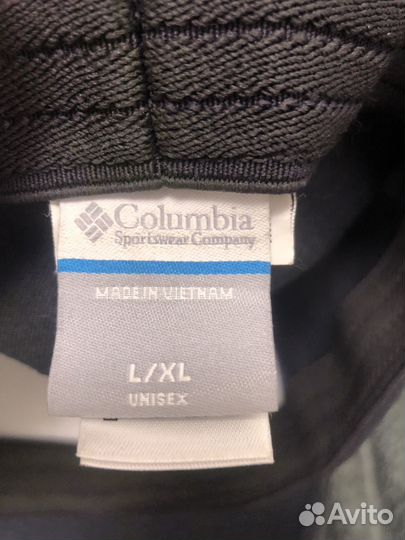 Columbia
Sportswear Company
MADE IN VIETNAM
L/XL
UNISEX
Avito